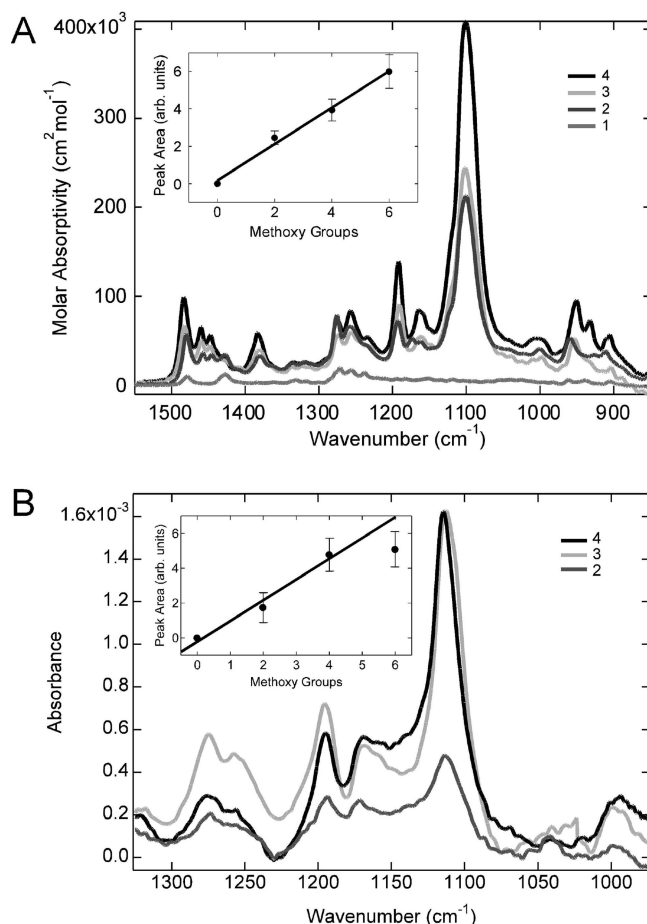 A
400x10³
300
200
100
0
Molar Absorptivity (cm² mol⁻¹)
6
4
2
0
Peak Area (arb. units)
0 2 4 6
Methoxy Groups
4
3
2
1
1500 1400 1300 1200 1100 1000 900
Wavenumber (cm⁻¹)
B
1.6x10⁻³
1.4
1.2
1.0
0.8
0.6
0.4
0.2
0.0
Absorbance
6
4
2
0
Peak Area (arb. units)
0 1 2 3 4 5 6
Methoxy Groups
4
3
2
1300 1250 1200 1150 1100 1050 1000
Wavenumber (cm⁻¹)